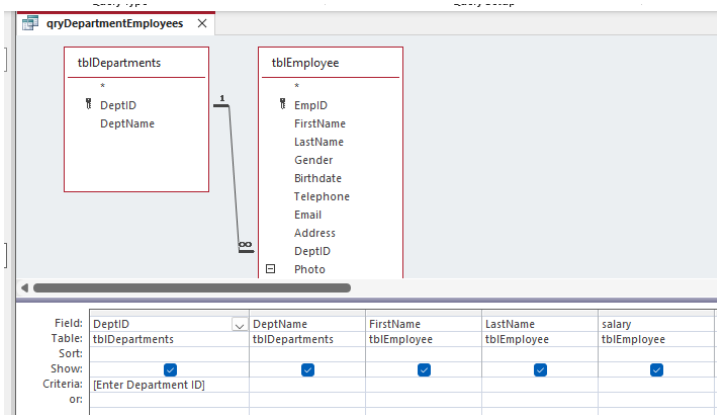 qryDepartmentEmployees ×
tblDepartments
*
DeptID
DeptName
1
∞
tblEmployee
*
EmpID
FirstName
LastName
Gender
Birthdate
Telephone
Email
Address
DeptID
Photo
Field: DeptID DeptName FirstName LastName salary
Table: tblDepartments tblDepartments tblEmployee tblEmployee tblEmployee
Sort:
Show:
Criteria: [Enter Department ID]
or: